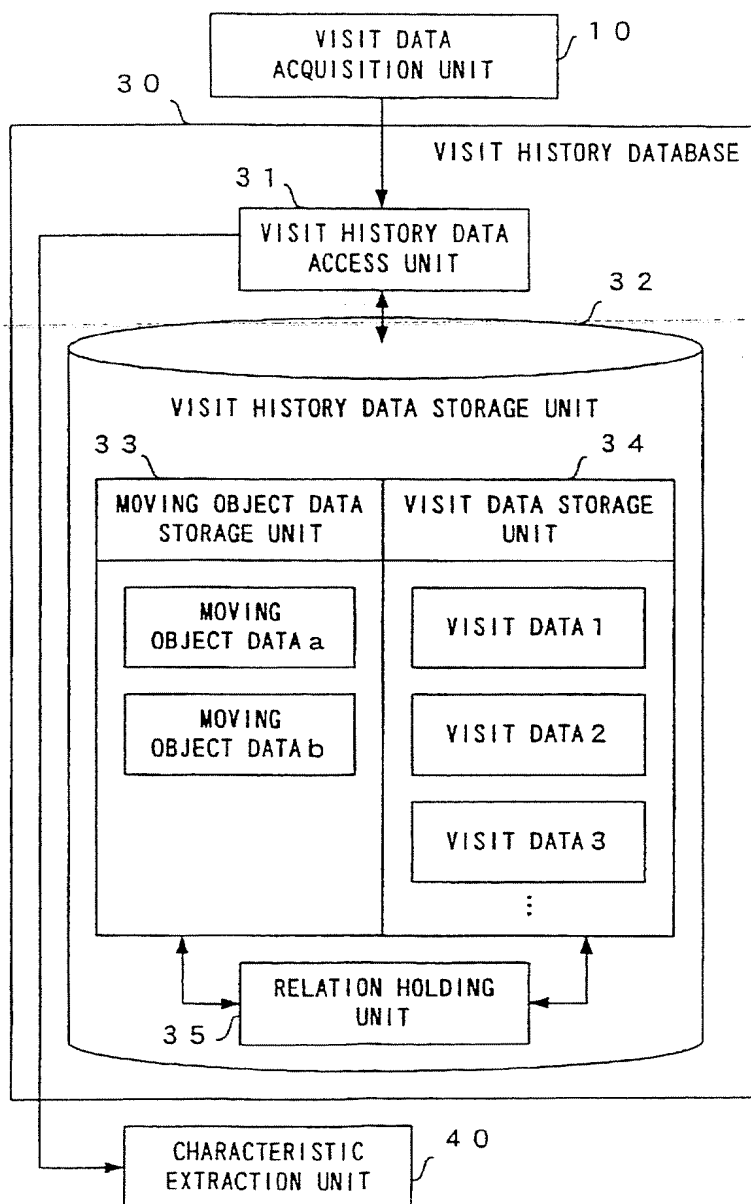 VISIT DATA
ACQUISITION UNIT
10
30
VISIT HISTORY DATABASE
31
VISIT HISTORY DATA
ACCESS UNIT
32
VISIT HISTORY DATA STORAGE UNIT
33
34
MOVING OBJECT DATA
STORAGE UNIT
VISIT DATA STORAGE
UNIT
MOVING
OBJECT DATA a
VISIT DATA 1
MOVING
OBJECT DATA b
VISIT DATA 2
VISIT DATA 3
⋮
RELATION HOLDING
UNIT
35
CHARACTERISTIC
EXTRACTION UNIT
40